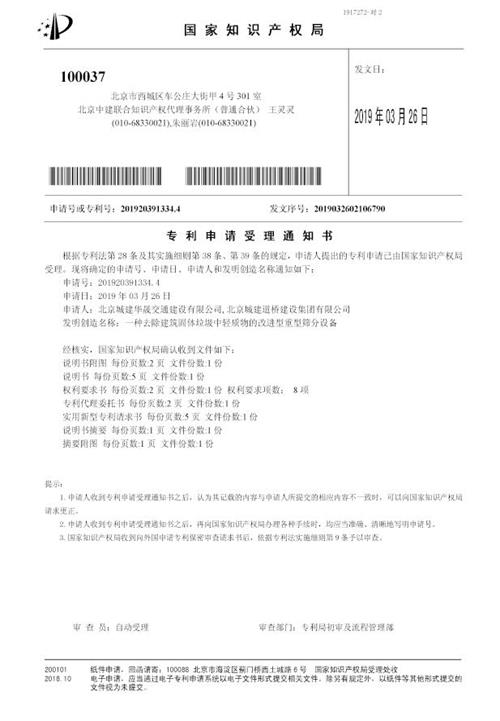 1917272-对 2
国家知识产权局
100037
北京市西城区车公庄大街甲 4 号 301 室
北京中建联合知识产权代理事务所（普通合伙） 王灵灵
(010-68330021),朱丽岩(010-68330021)
发文日：
2019 年 03 月 26 日
申请号或专利号：201920391334.4
发文序号：2019032602106790
专利申请受理通知书
根据专利法第 28 条及其实施细则第 38 条、第 39 条的规定，申请人提出的专利申请已由国家知识产权局
受理。现将确定的申请号、申请日、申请人和发明创造名称通知如下：
申请号：201920391334.4
申请日：2019 年 03 月 26 日
申请人：北京城建华晟交通建设有限公司,北京城建道桥建设集团有限公司
发明创造名称：一种去除建筑固体垃圾中轻质物的改进型重型筛分设备
经核实，国家知识产权局确认收到文件如下：
说明书附图 每份页数:2 页 文件份数:1 份
说明书 每份页数:5 页 文件份数:1 份
权利要求书 每份页数:2 页 文件份数:1 份 权利要求项数： 8 项
专利代理委托书 每份页数:2 页 文件份数:1 份
实用新型专利请求书 每份页数:5 页 文件份数:1 份
说明书摘要 每份页数:1 页 文件份数:1 份
摘要附图 每份页数:1 页 文件份数:1 份
提示：
1.申请人收到专利申请受理通知书之后，认为其记载的内容与申请人所提交的相应内容不一致时，可以向国家知识产权局
请求更正。
2.申请人收到专利申请受理通知书之后，再向国家知识产权局办理各种手续时，均应当准确、清晰地写明申请号。
3.国家知识产权局收到向外国申请专利保密审查请求书后，依据专利法实施细则第 9 条予以审查。
审 查 员：自动受理
审查部门：专利局初审及流程管理部
200101 纸件申请，回函请寄：100088 北京市海淀区蓟门桥西土城路 6 号 国家知识产权局受理处收
2018.10 电子申请，应当通过电子专利申请系统以电子文件形式提交相关文件。除另有规定外，以纸件等其他形式提交的
文件视为未提交。